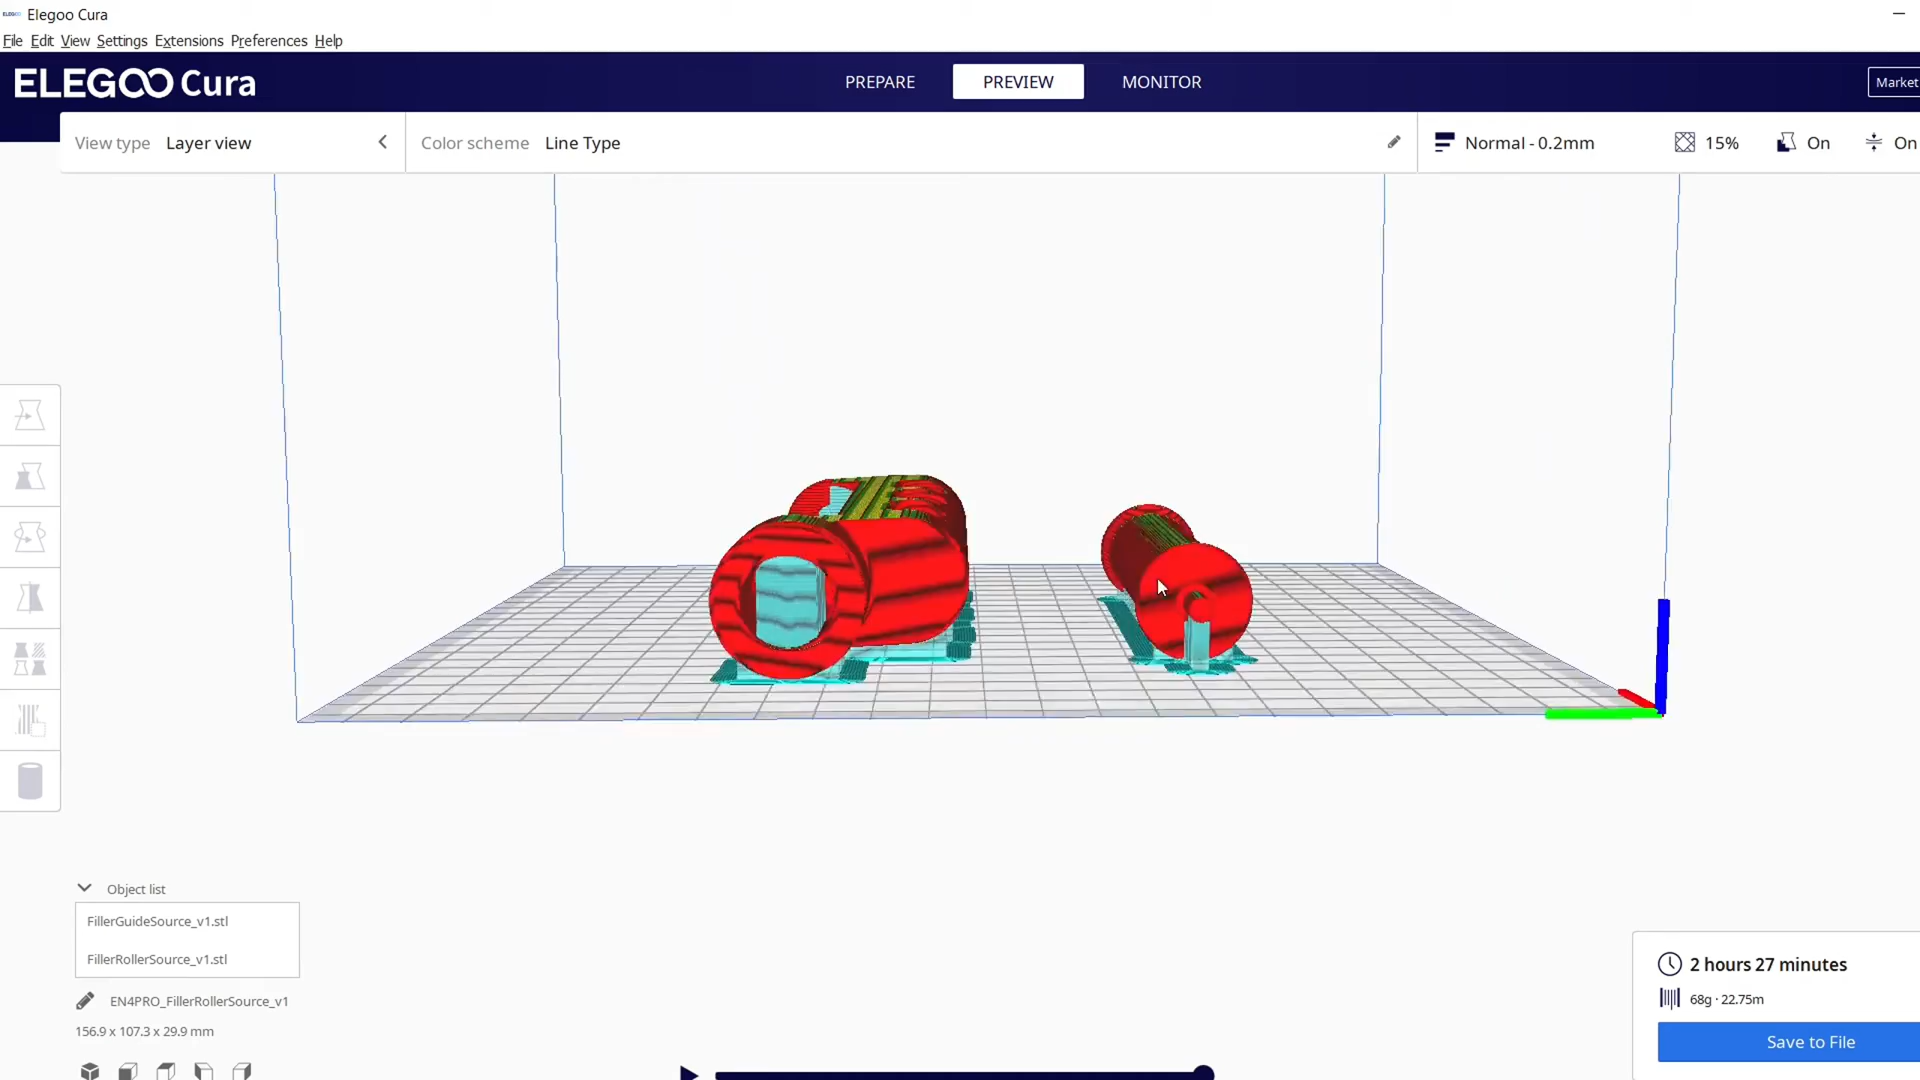 Elegoo Cura
File Edit View Settings Extensions Preferences Help
ELEGOO Cura
PREPARE PREVIEW MONITOR Market
View type Layer view Color scheme Line Type Normal - 0.2mm 15% On On
Object list
FillerGuideSource_v1.stl
FillerRollerSource_v1.stl
EN4PRO_FillerRollerSource_v1
156.9 x 107.3 x 29.9 mm
2 hours 27 minutes
68g · 22.75m
Save to File